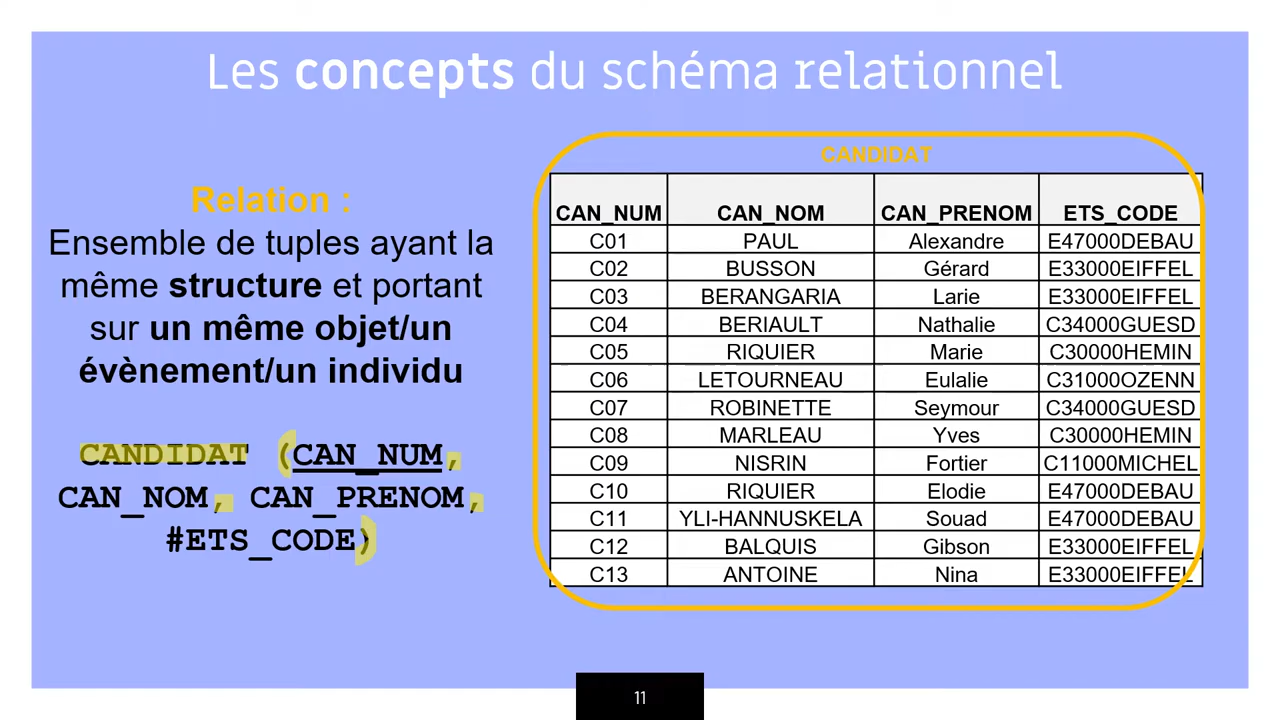 Les concepts du schéma relationnel
Relation :
Ensemble de tuples ayant la
même structure et portant
sur un même objet/un
évènement/un individu
CANDIDAT (CAN_NUM,
CAN_NOM, CAN_PRENOM,
#ETS_CODE)
CANDIDAT
CAN_NUM CAN_NOM CAN_PRENOM ETS_CODE
C01 PAUL Alexandre E47000DEBAU
C02 BUSSON Gérard E33000EIFFEL
C03 BERANGARIA Larie E33000EIFFEL
C04 BERIAULT Nathalie C34000GUESD
C05 RIQUIER Marie C30000HEMIN
C06 LETOURNEAU Eulalie C31000OZENN
C07 ROBINETTE Seymour C34000GUESD
C08 MARLEAU Yves C30000HEMIN
C09 NISRIN Fortier C11000MICHEL
C10 RIQUIER Elodie E47000DEBAU
C11 YLI-HANNUSKELA Souad E47000DEBAU
C12 BALQUIS Gibson E33000EIFFEL
C13 ANTOINE Nina E33000EIFFEL
11